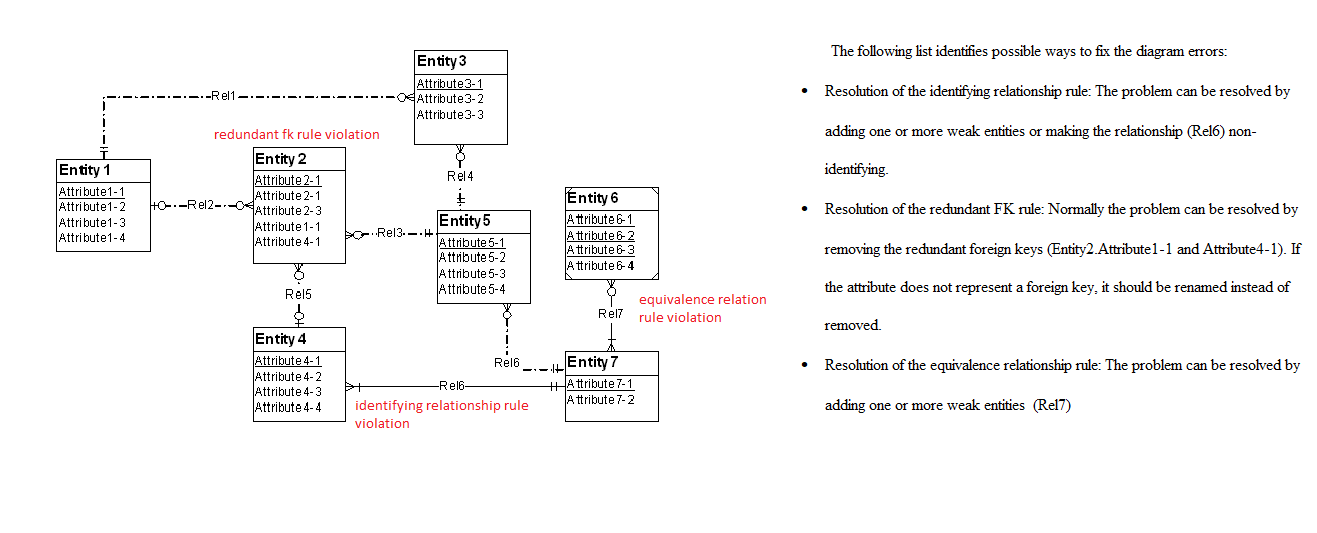 Entity 3
Attribute3-1
Attribute3-2
Attribute3-3
Rel1
redundant fk rule violation
Entity 1
Attribute1-1
Attribute1-2
Attribute1-3
Attribute1-4
Rel2
Entity 2
Attribute2-1
Attribute2-1
Attribute2-3
Attribute1-1
Attribute4-1
Rel4
Rel3
Entity 5
Attribute5-1
Attribute5-2
Attribute5-3
Attribute5-4
Entity 6
Attribute6-1
Attribute6-2
Attribute6-3
Attribute6-4
Rel5
equivalence relation
rule violation
Rel7
Entity 4
Attribute4-1
Attribute4-2
Attribute4-3
Attribute4-4
Rel6
Rel6
Entity 7
Attribute7-1
Attribute7-2
identifying relationship rule
violation
The following list identifies possible ways to fix the diagram errors:
• Resolution of the identifying relationship rule: The problem can be resolved by
adding one or more weak entities or making the relationship (Rel6) non-
identifying.
• Resolution of the redundant FK rule: Normally the problem can be resolved by
removing the redundant foreign keys (Entity2.Attribute1-1 and Attribute4-1). If
the attribute does not represent a foreign key, it should be renamed instead of
removed.
• Resolution of the equivalence relationship rule: The problem can be resolved by
adding one or more weak entities (Rel7)